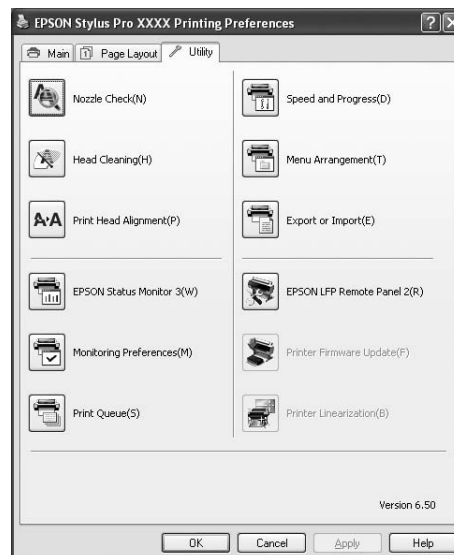 EPSON Stylus Pro XXXX Printing Preferences
Main
Page Layout
Utility
Nozzle Check(N)
Speed and Progress(D)
Head Cleaning(H)
Menu Arrangement(T)
A A
Print Head Alignment(P)
Export or Import(E)
EPSON Status Monitor 3(W)
EPSON LFP Remote Panel 2(R)
Monitoring Preferences(M)
Printer Firmware Update(F)
Print Queue(S)
Printer Linearization(B)
Version 6.50
OK
Cancel
Apply
Help